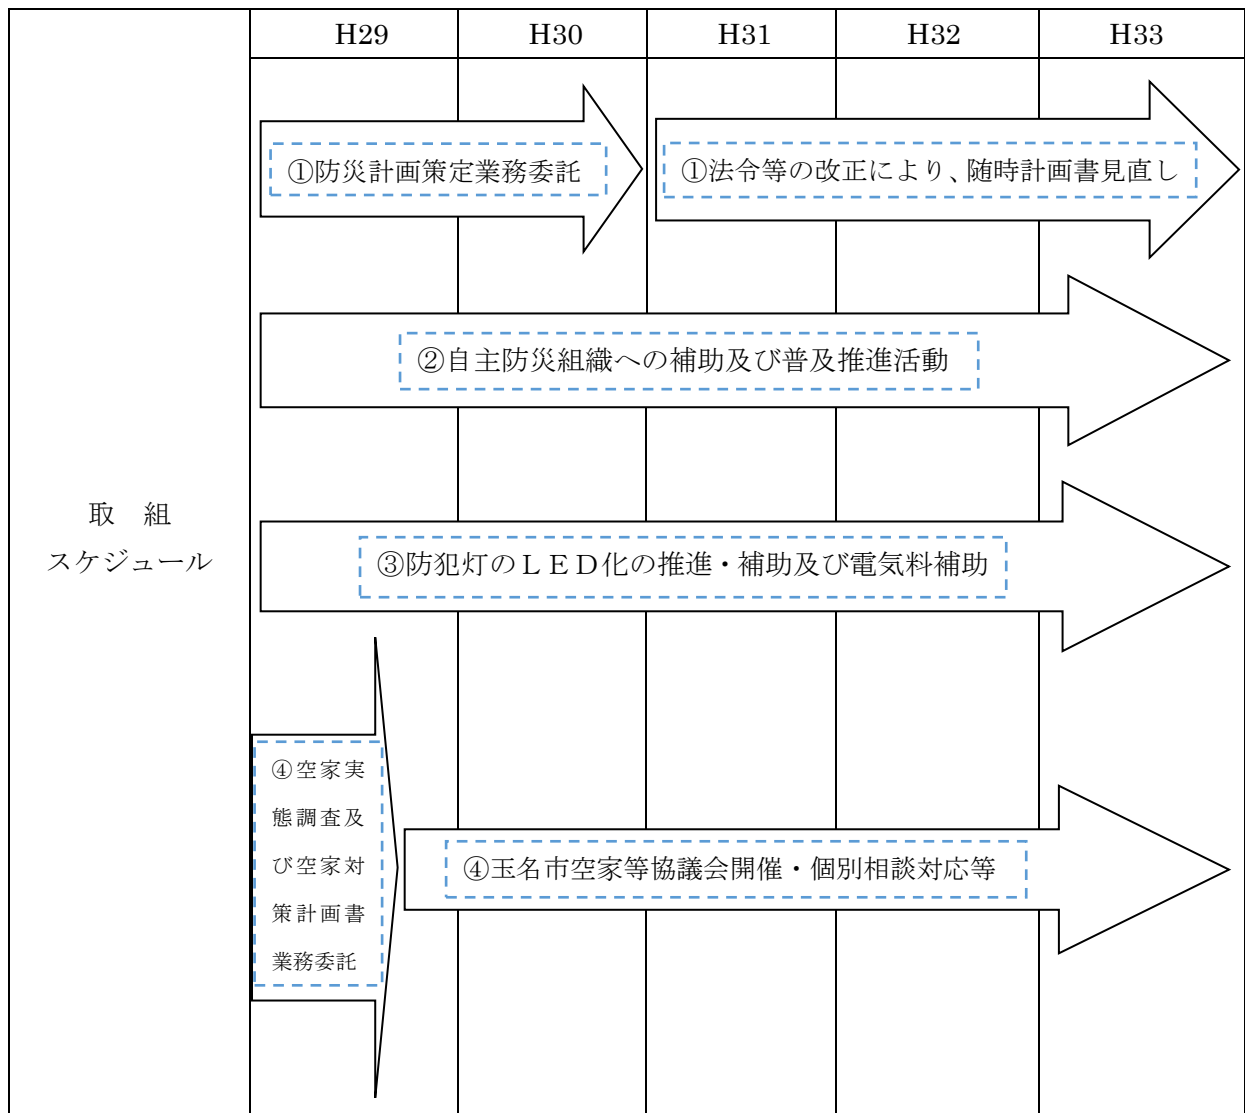 H29 H30 H31 H32 H33
①防災計画策定業務委託
①法令等の改正により、随時計画書見直し
②自主防災組織への補助及び普及推進活動
取　組
スケジュール
③防犯灯のＬＥＤ化の推進・補助及び電気料補助
④空家実
態調査及
び空家対
策計画書
業務委託
④玉名市空家等協議会開催・個別相談対応等